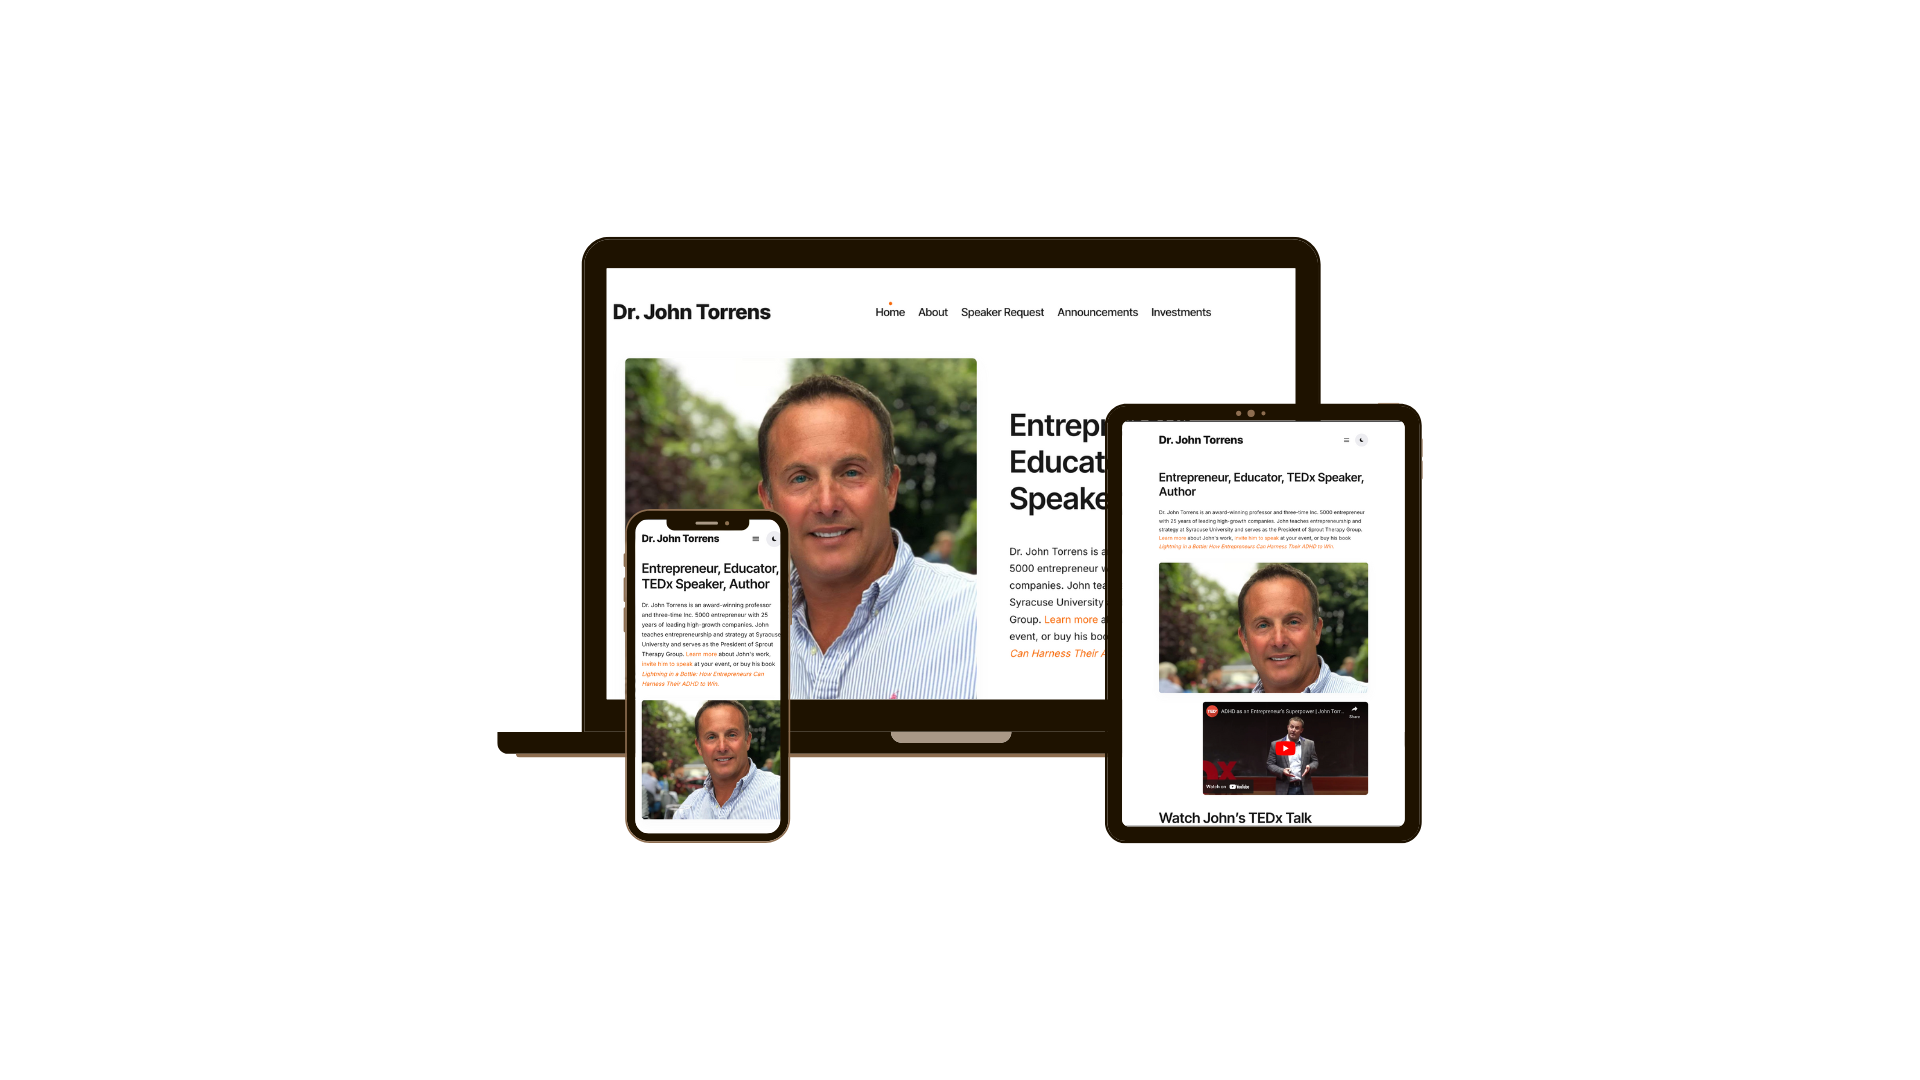 Dr. John Torrens
Home About Speaker Request Announcements Investments
Entrep
Educat
Speake
Dr. John Torrens is a
5000 entrepreneur
companies. John tea
Syracuse University
Group. Learn more
event, or buy his boo
Can Harness Their A
Dr. John Torrens
Entrepreneur, Educator,
TEDx Speaker, Author
Dr. John Torrens is an award-winning professor
and three-time Inc. 5000 entrepreneur with 25
years of leading high-growth companies. John
teaches entrepreneurship and strategy at Syracuse
University and serves as the President of Sprout
Therapy Group. Learn more about John's work,
invite him to speak at your event, or buy his book
Lightning in a Bottle: How Entrepreneurs Can
Harness Their ADHD to Win.
Dr. John Torrens
Entrepreneur, Educator, TEDx Speaker,
Author
Dr. John Torrens is an award-winning professor and three-time Inc. 5000 entrepreneur
with 25 years of leading high-growth companies. John teaches entrepreneurship and
strategy at Syracuse University and serves as the President of Sprout Therapy Group.
Learn more about John's work, invite him to speak at your event, or buy his book
Lightning in a Bottle: How Entrepreneurs Can Harness Their ADHD to Win.
TEDx ADHD as an Entrepreneur's Superpower | John Torr...
Share
Watch on YouTube
Watch John’s TEDx Talk